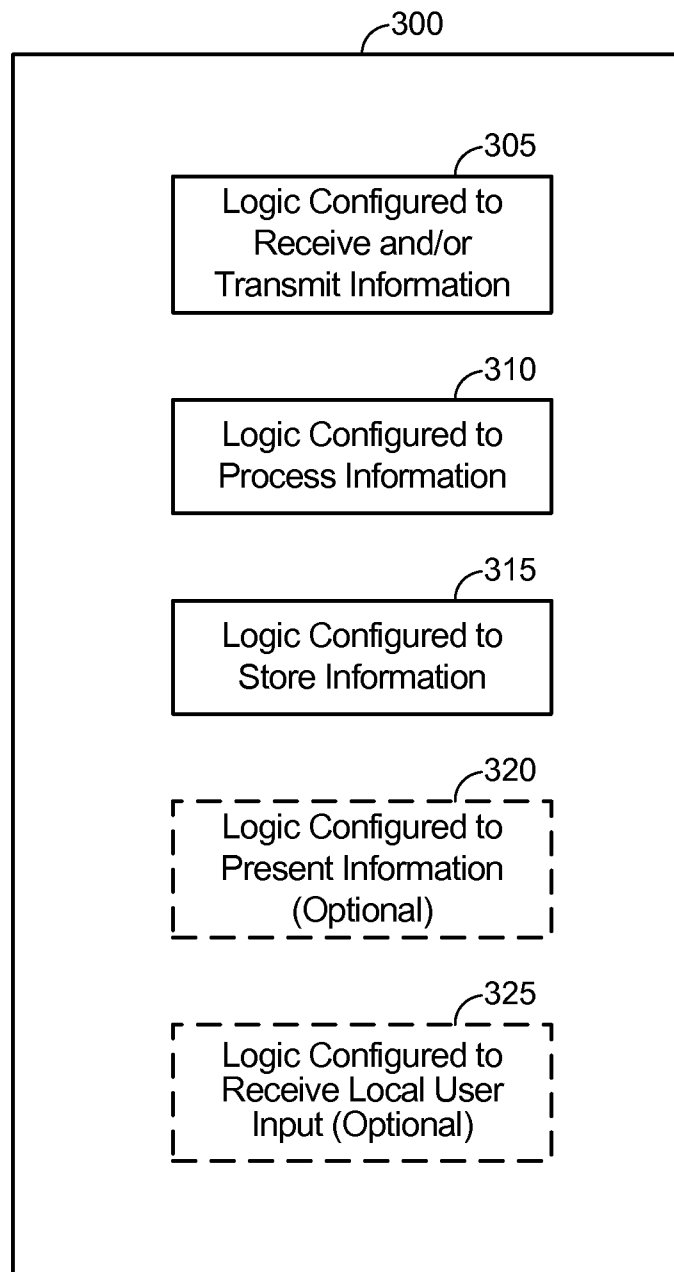 300
305
Logic Configured to
Receive and/or
Transmit Information
310
Logic Configured to
Process Information
315
Logic Configured to
Store Information
320
Logic Configured to
Present Information
(Optional)
325
Logic Configured to
Receive Local User
Input (Optional)